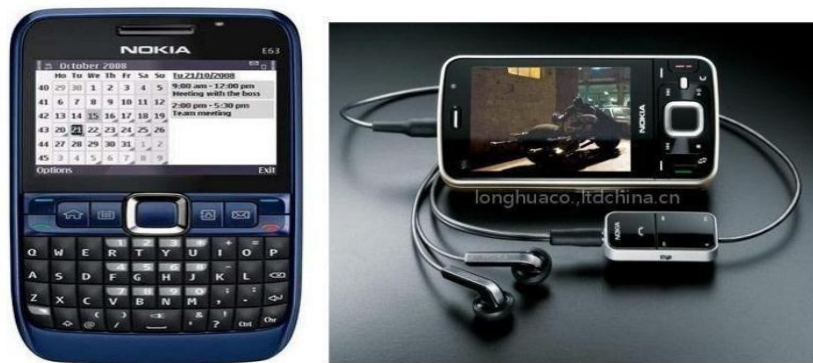 NOKIA
E63
October 2008
Mo Tu We Th Fr Sa Su
Tu 21/10/2008
40 29 30 1 2 3 4 5
9:00 am - 12:00 pm
Meeting with the boss
41 6 7 8 9 10 11 12
2:00 pm - 5:30 pm
Team meeting
42 13 14 15 16 17 18 19
43 20 21 22 23 24 25 26
44 27 28 29 30 31 1 2
45 3 4 5 6 7 8 9
Options Exit
Q W E R T Y U I O P
A S D F G H J K L
Z X C V B N M
Ctrl Chr
NOKIA
longhuaco.,ltdchina.cn
NOKIA